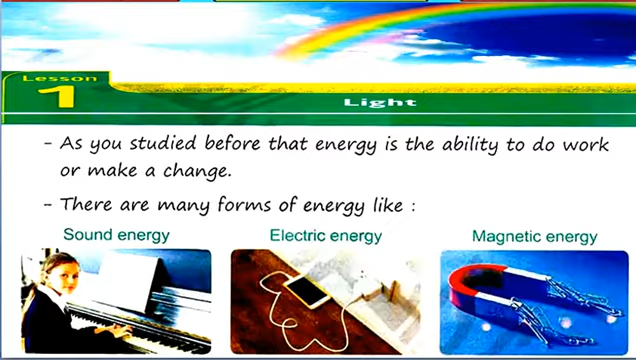 Lesson
1
Light
- As you studied before that energy is the ability to do work
or make a change.
- There are many forms of energy like :
Sound energy
Electric energy
Magnetic energy